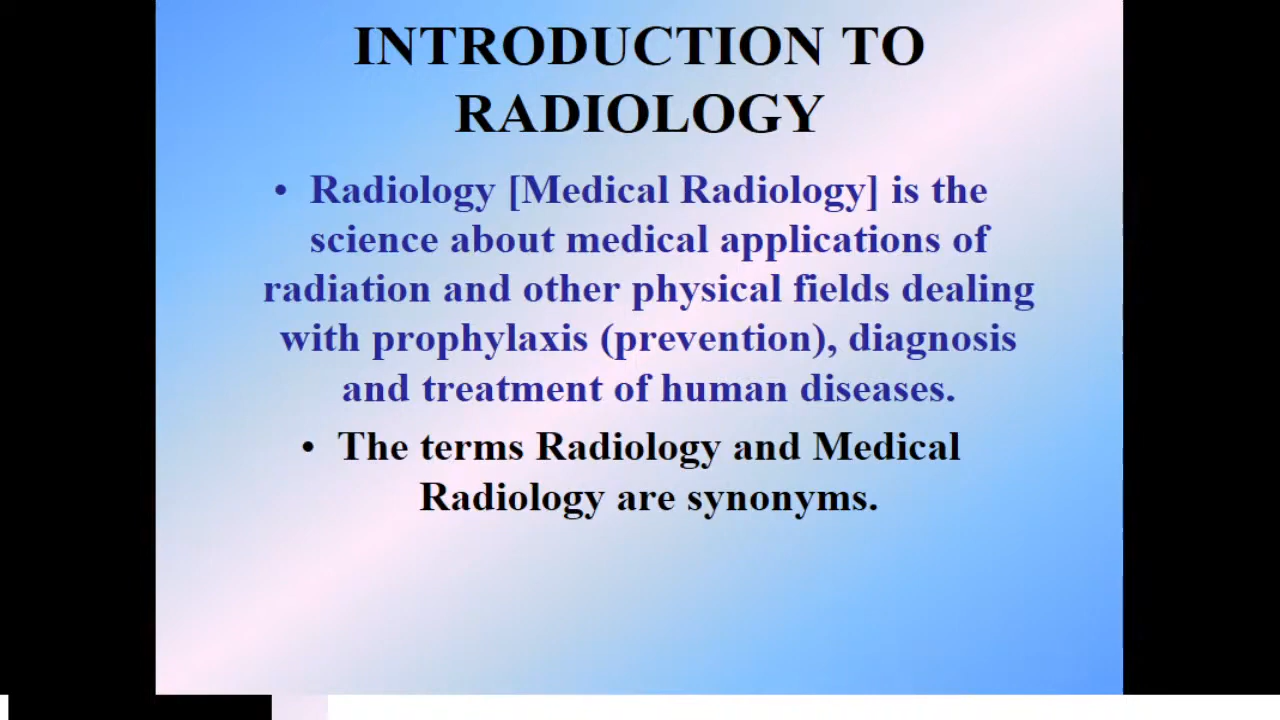 INTRODUCTION TO
RADIOLOGY
• Radiology [Medical Radiology] is the
science about medical applications of
radiation and other physical fields dealing
with prophylaxis (prevention), diagnosis
and treatment of human diseases.
• The terms Radiology and Medical
Radiology are synonyms.